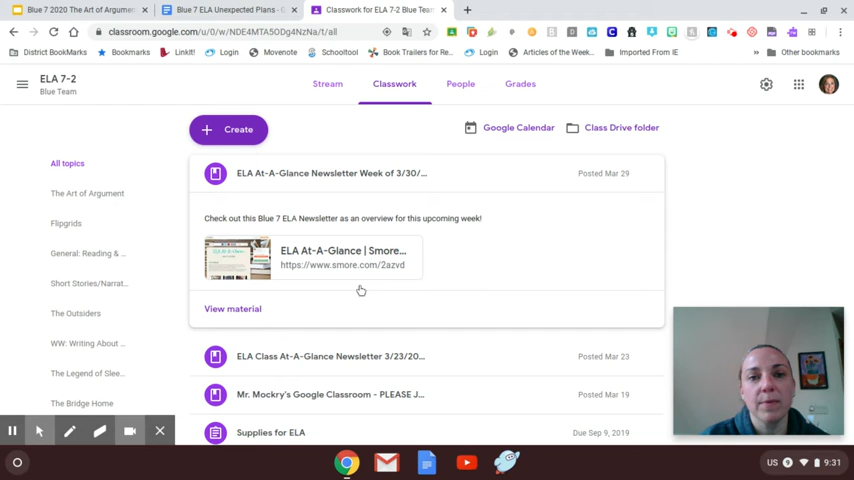 Blue 7 2020 The Art of Argumen
Blue 7 ELA Unexpected Plans - G
Classwork for ELA 7-2 Blue Team
classroom.google.com/u/0/w/NDE4MTA5ODg4NzNa/t/all
District BookMarks
Bookmarks
LinkIt!
Login
Movenote
Schooltool
Book Trailers for Re...
Login
Articles of the Week...
Imported From IE
Other bookmarks
ELA 7-2
Blue Team
Stream
Classwork
People
Grades
Create
Google Calendar
Class Drive folder
All topics
The Art of Argument
Flipgrids
General: Reading & ...
Short Stories/Narrat...
The Outsiders
WW: Writing About ...
The Legend of Slee...
The Bridge Home
ELA At-A-Glance Newsletter Week of 3/30/...
Posted Mar 29
Check out this Blue 7 ELA Newsletter as an overview for this upcoming week!
ELA At-A-Glance | Smore...
https://www.smore.com/2azvd
View material
ELA Class At-A-Glance Newsletter 3/23/20...
Posted Mar 23
Mr. Mockry's Google Classroom - PLEASE J...
Posted Mar 19
Supplies for ELA
Due Sep 9, 2019
US
9:31